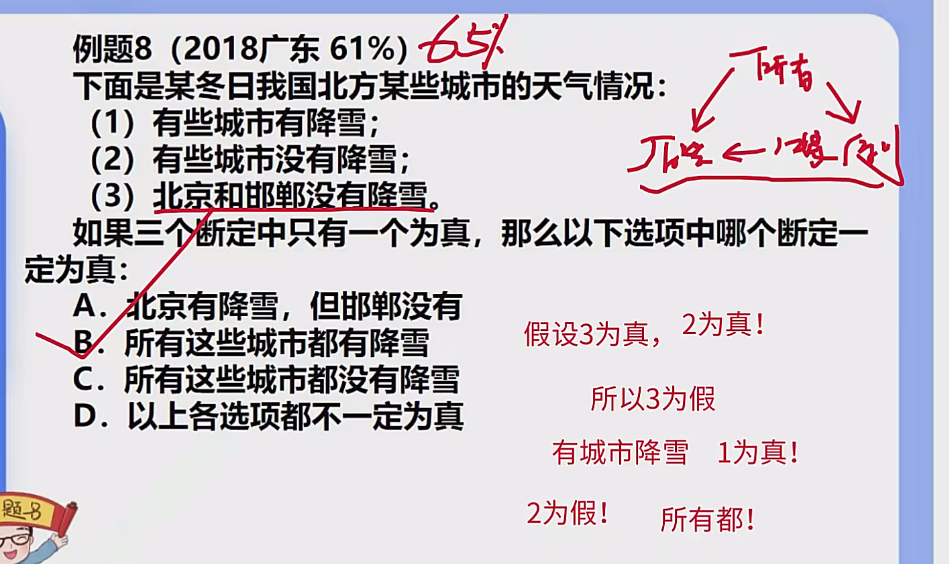 例题8（2018广东 61%）65%
下面是某冬日我国北方某些城市的天气情况：
（1）有些城市有降雪；
（2）有些城市没有降雪；
（3）北京和邯郸没有降雪。
如果三个断定中只有一个为真，那么以下选项中哪个断定一
定为真：
A．北京有降雪，但邯郸没有
B．所有这些城市都有降雪
C．所有这些城市都没有降雪
D．以上各选项都不一定为真
假设3为真，2为真！
所以3为假
有城市降雪 1为真！
2为假！ 所有都！
题-8